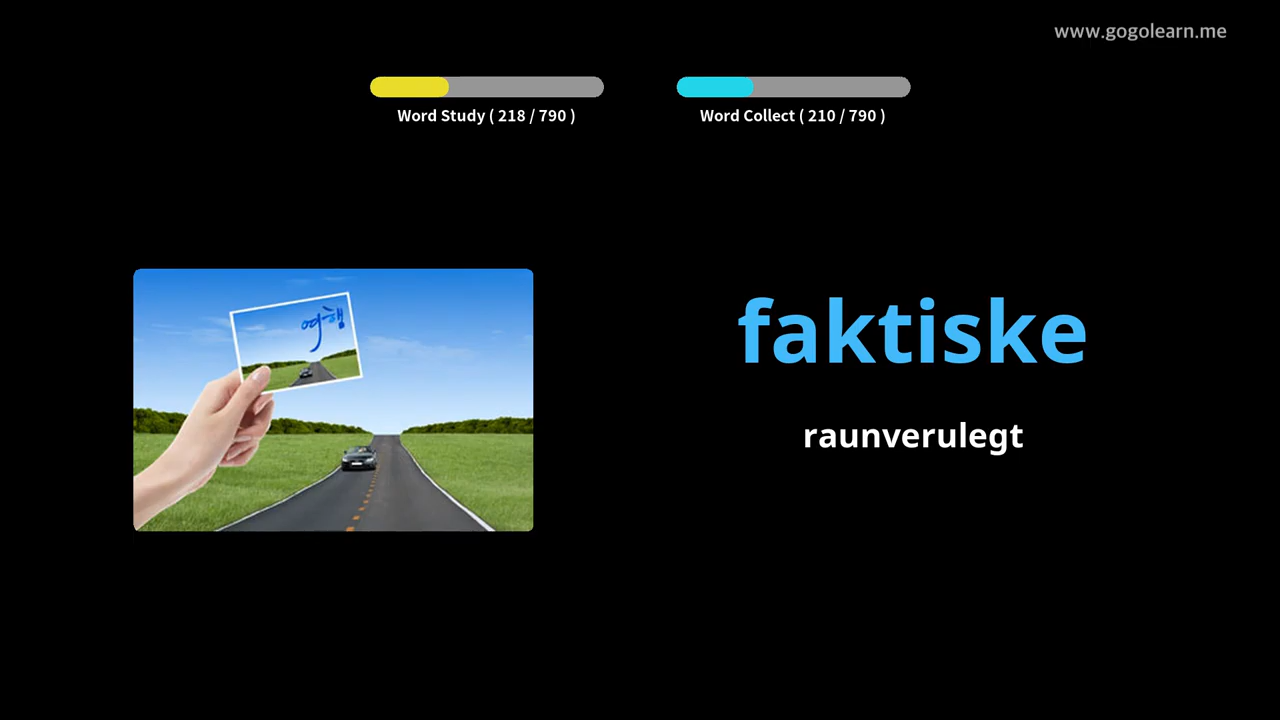 www.gogolearn.me
Word Study ( 218 / 790 )
Word Collect ( 210 / 790 )
여행
faktiske
raunverulegt